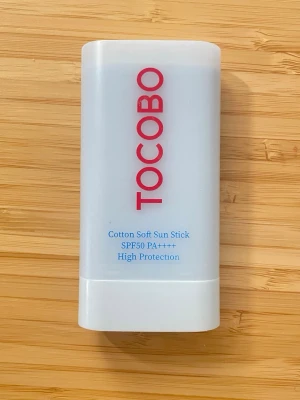 TOCOBO
Cotton Soft Sun Stick
SPF50 PA++++
High Protection